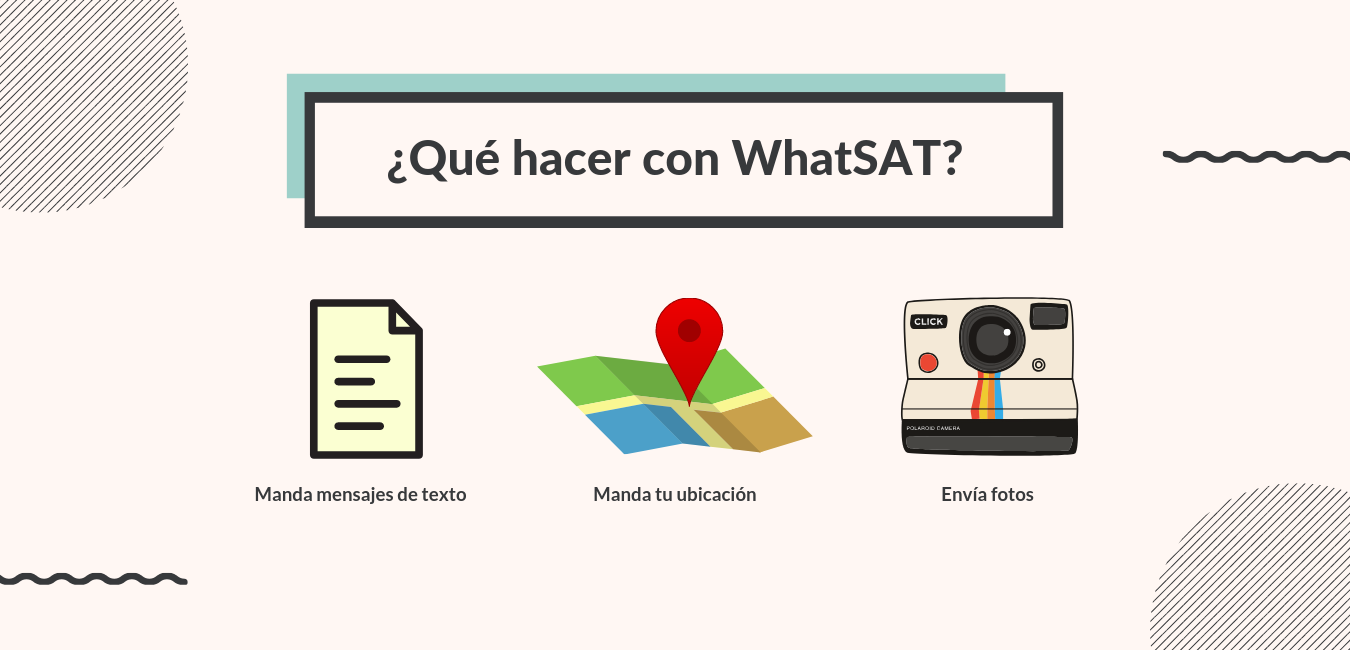 ¿Qué hacer con WhatSAT?
CLICK
POLAROID CAMERA
Manda mensajes de texto
Manda tu ubicación
Envía fotos